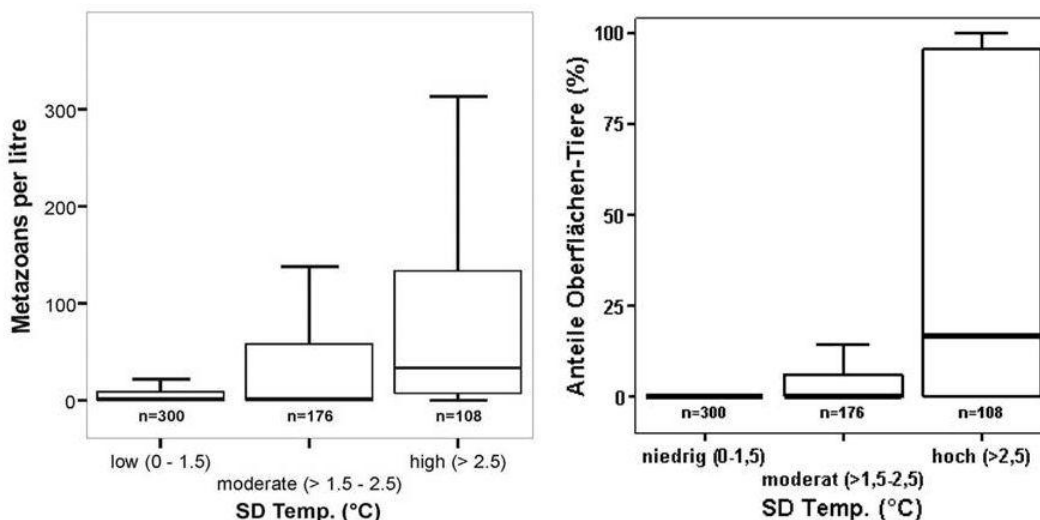 Metazoans per litre
300
200
100
0
n=300
n=176
n=108
low (0 - 1.5)
high (> 2.5)
moderate (> 1.5 - 2.5)
SD Temp. (°C)
Anteile Oberflächen-Tiere (%)
100
75
50
25
0
n=300
n=176
n=108
niedrig (0-1,5)
hoch (>2,5)
moderat (>1,5-2,5)
SD Temp. (°C)